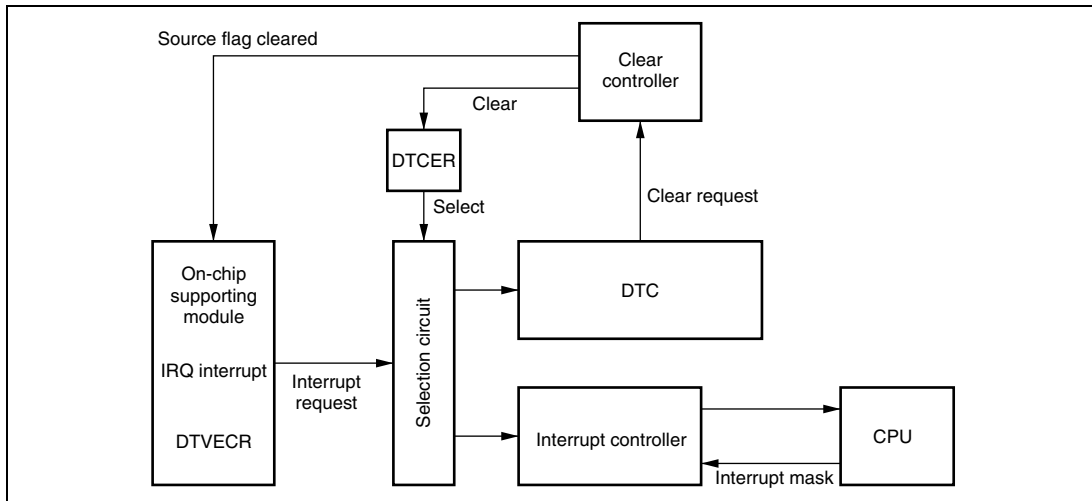 Source flag cleared
Clear
controller
Clear
DTCER
Clear request
Select
On-chip
supporting
module
IRQ interrupt
DTVECR
Interrupt
request
Selection circuit
DTC
Interrupt controller
CPU
Interrupt mask